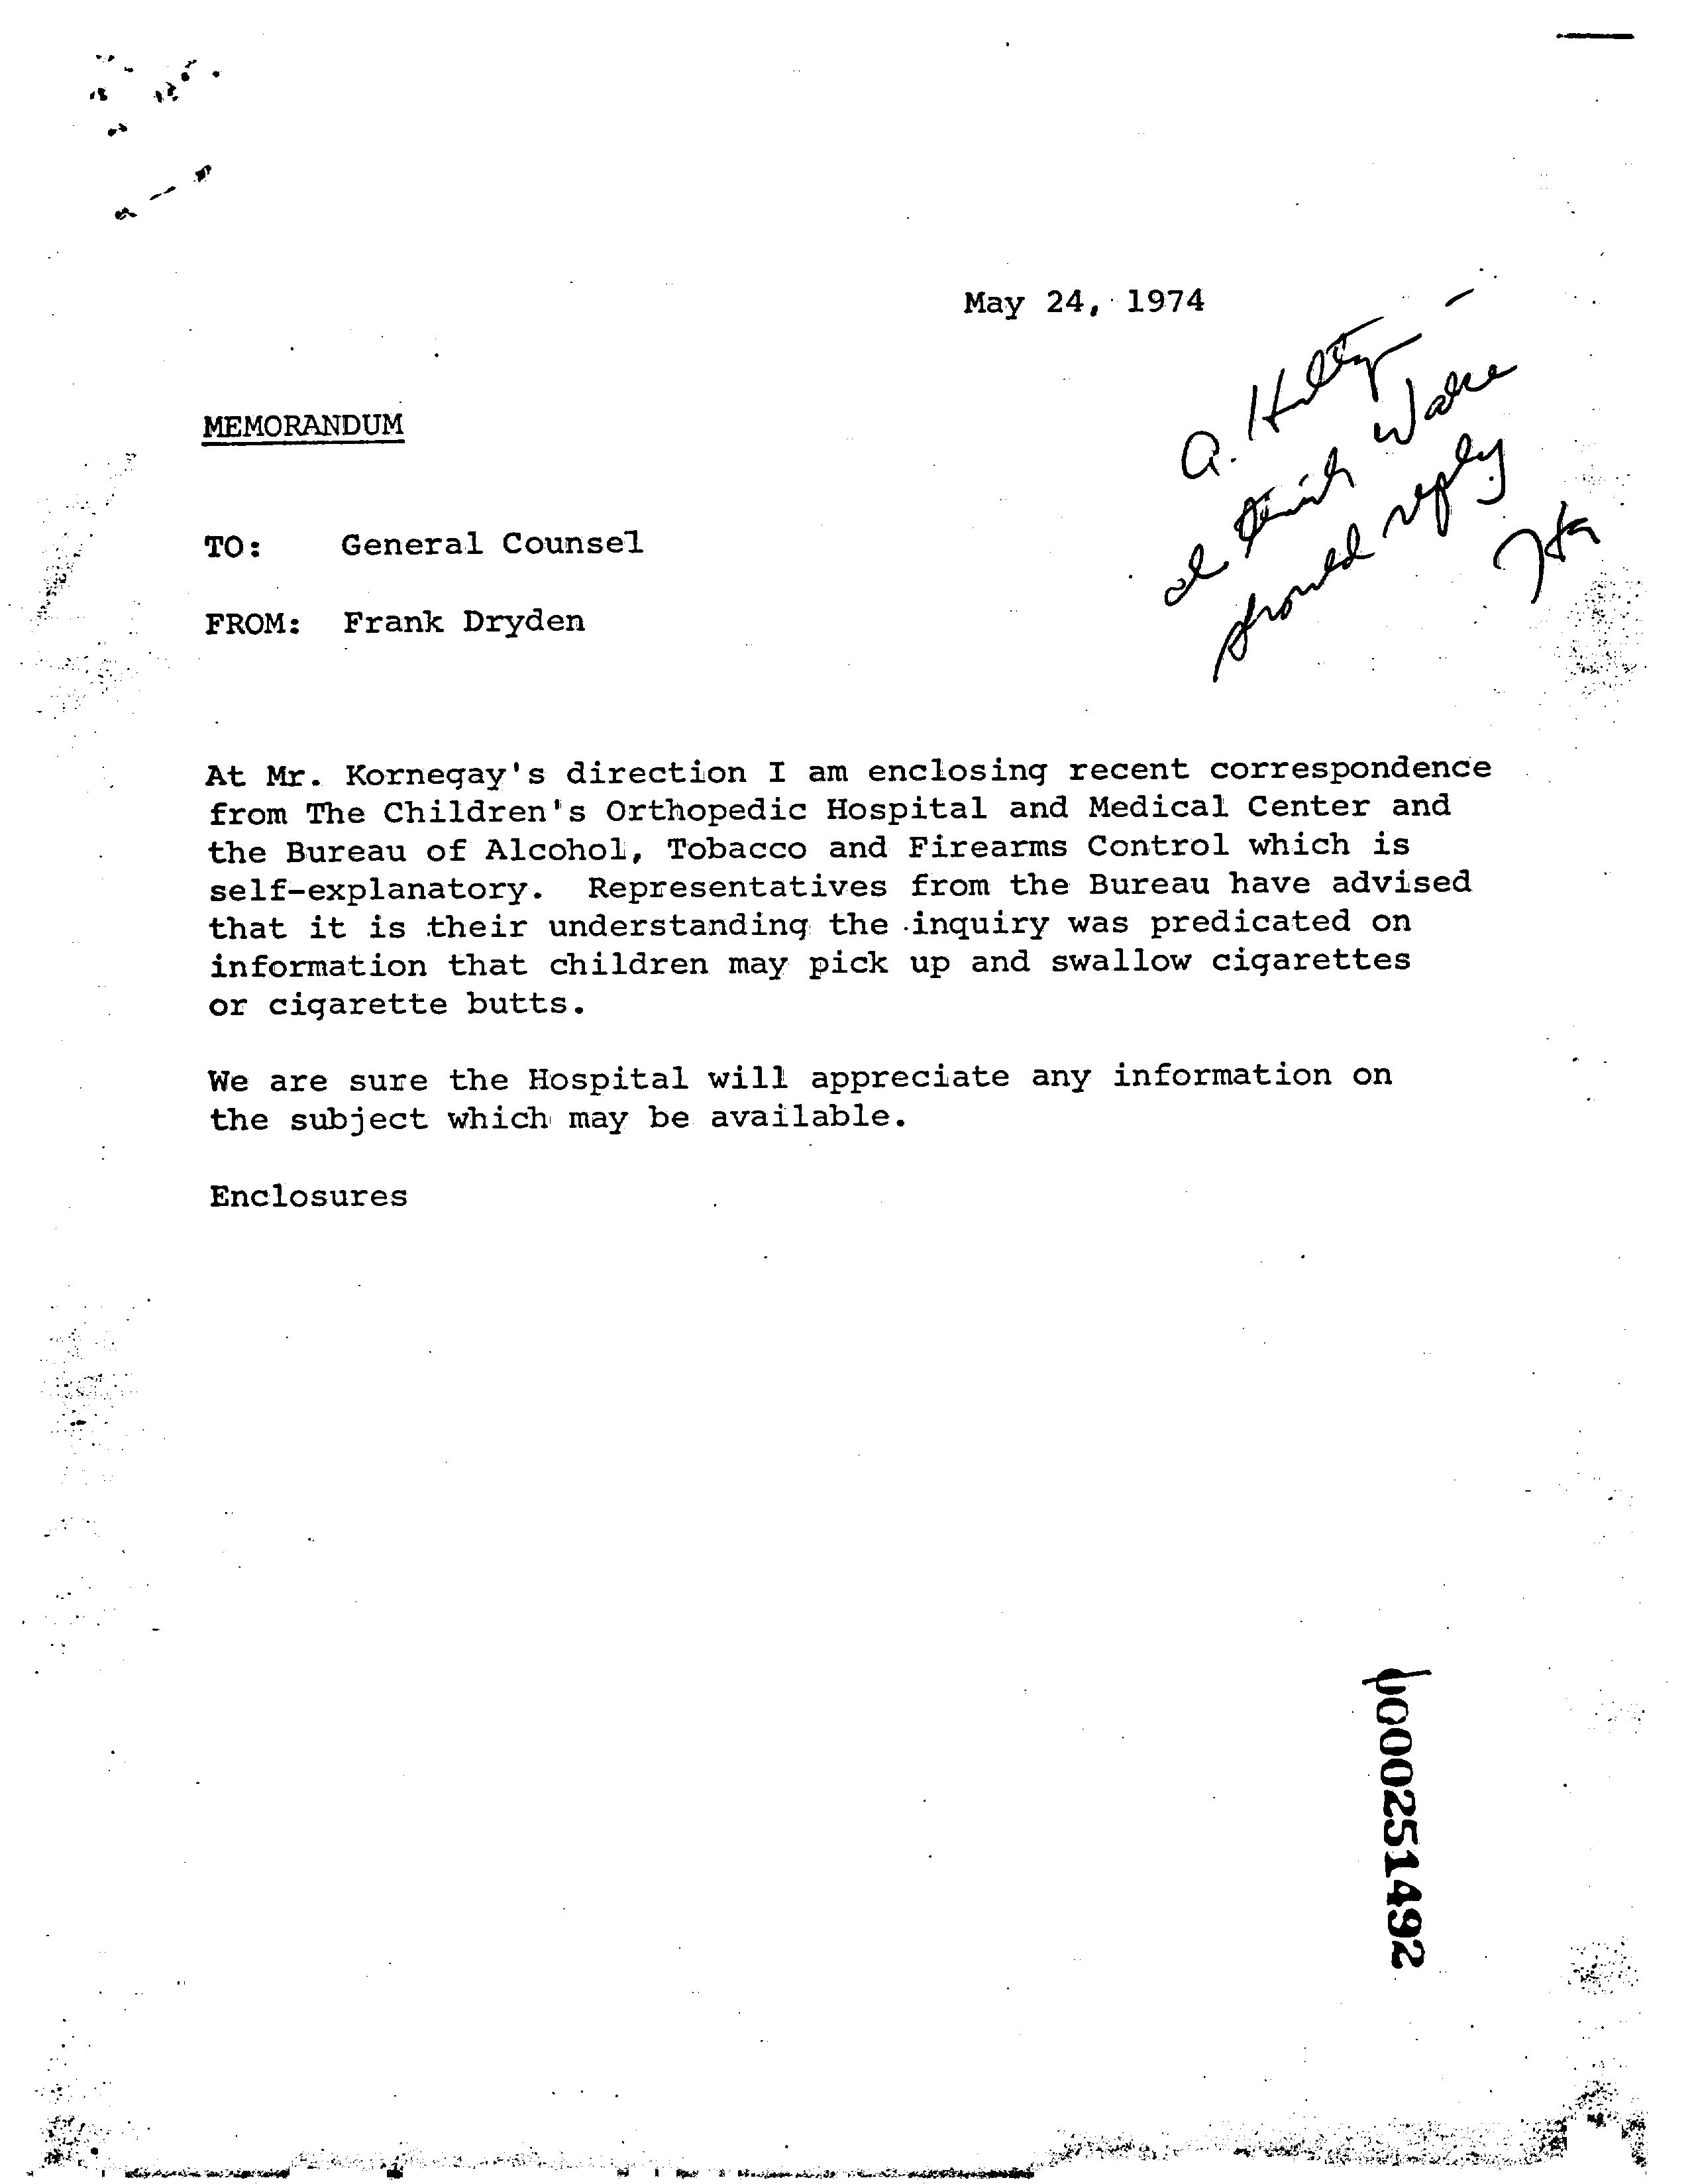 May 24, 1974
A. Holtz
I think Wake
should reply
MEMORANDUM
TO: General Counsel
FROM: Frank Dryden
At Mr. Kornegay's direction I am enclosing recent correspondence
from The Children's Orthopedic Hospital and Medical Center and
the Bureau of Alcohol, Tobacco and Firearms Control which is
self-explanatory. Representatives from the Bureau have advised
that it is their understanding the inquiry was predicated on
information that children may pick up and swallow cigarettes
or cigarette butts.
We are sure the Hospital will appreciate any information on
the subject which may be available.
Enclosures
000251492